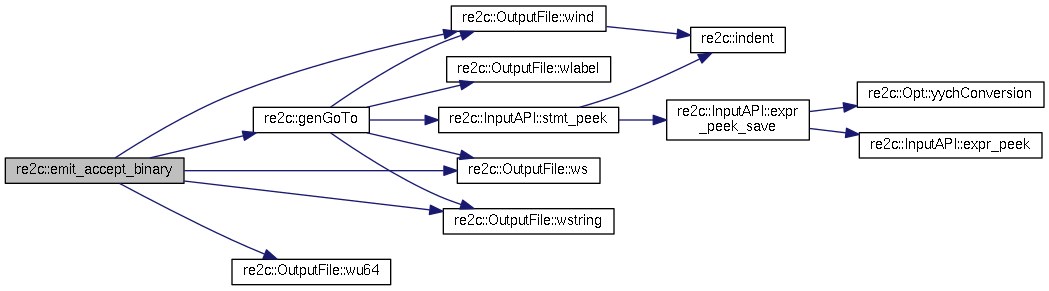 re2c::OutputFile::wind
re2c::indent
re2c::OutputFile::wlabel
re2c::Opt::yychConversion
re2c::genGoTo
re2c::InputAPI::stmt_peek
re2c::InputAPI::expr
_peek_save
re2c::InputAPI::expr_peek
re2c::emit_accept_binary
re2c::OutputFile::ws
re2c::OutputFile::wstring
re2c::OutputFile::wu64